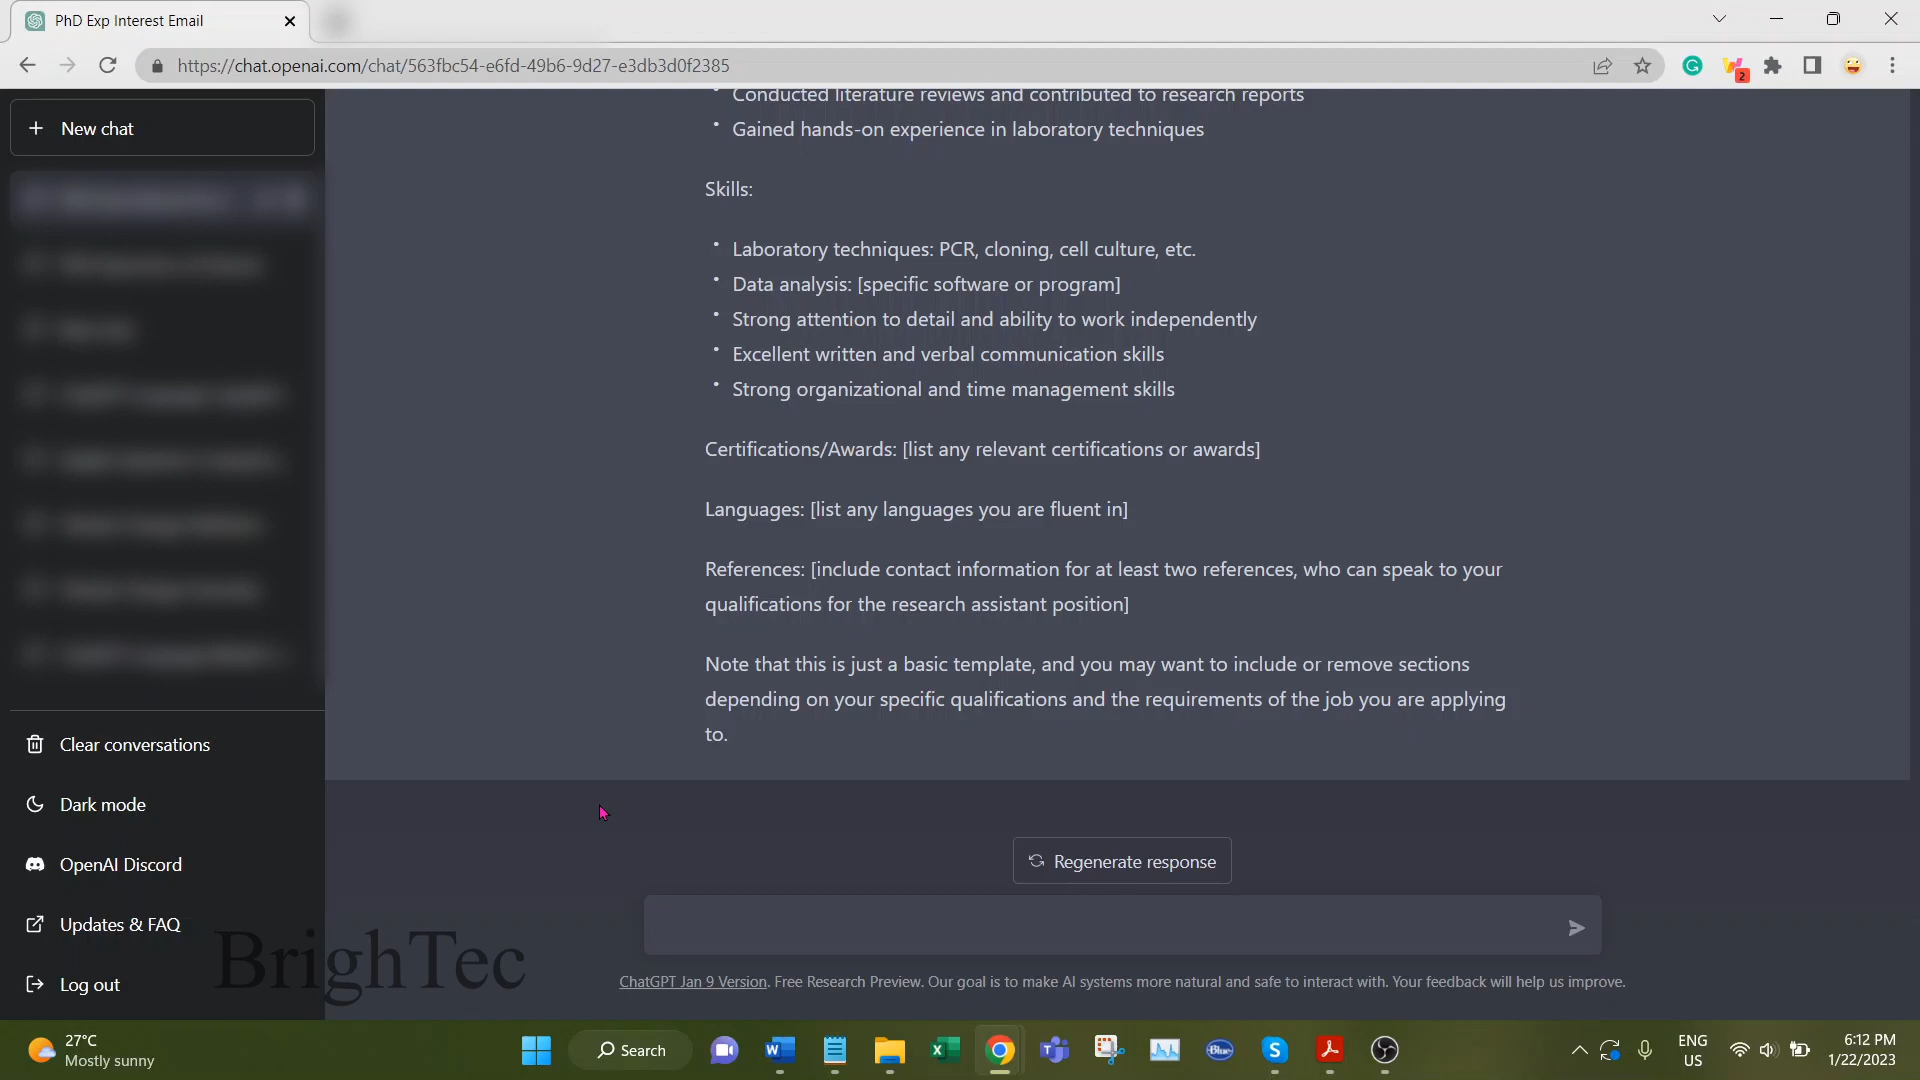 PhD Exp Interest Email
https://chat.openai.com/chat/563fbc54-e6fd-49b6-9d27-e3db3d0f2385
2
New chat
Conducted literature reviews and contributed to research reports
Gained hands-on experience in laboratory techniques
Skills:
Laboratory techniques: PCR, cloning, cell culture, etc.
Data analysis: [specific software or program]
Strong attention to detail and ability to work independently
Excellent written and verbal communication skills
Strong organizational and time management skills
Certifications/Awards: [list any relevant certifications or awards]
Languages: [list any languages you are fluent in]
References: [include contact information for at least two references, who can speak to your
qualifications for the research assistant position]
Note that this is just a basic template, and you may want to include or remove sections
depending on your specific qualifications and the requirements of the job you are applying
to.
Clear conversations
Dark mode
OpenAI Discord
Updates & FAQ
Log out
BrighTec
Regenerate response
ChatGPT Jan 9 Version. Free Research Preview. Our goal is to make AI systems more natural and safe to interact with. Your feedback will help us improve.
27°C
Mostly sunny
Search
Blue
ENG
US
6:12 PM
1/22/2023